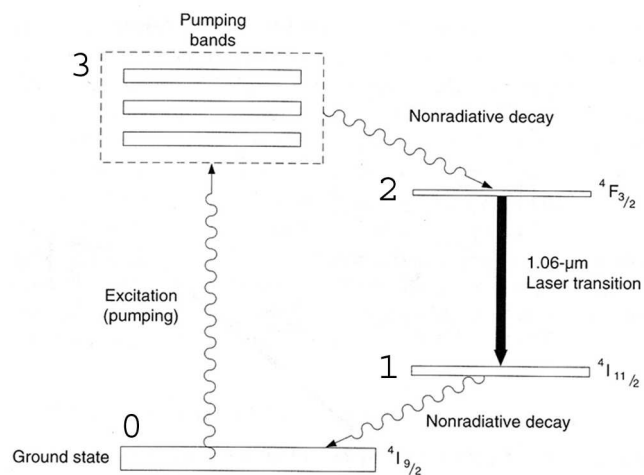 Pumping
bands
3
Nonradiative decay
2
⁴F₃/₂
1.06-μm
Laser transition
Excitation
(pumping)
1
⁴I₁₁/₂
0
Nonradiative decay
Ground state
⁴I₉/₂